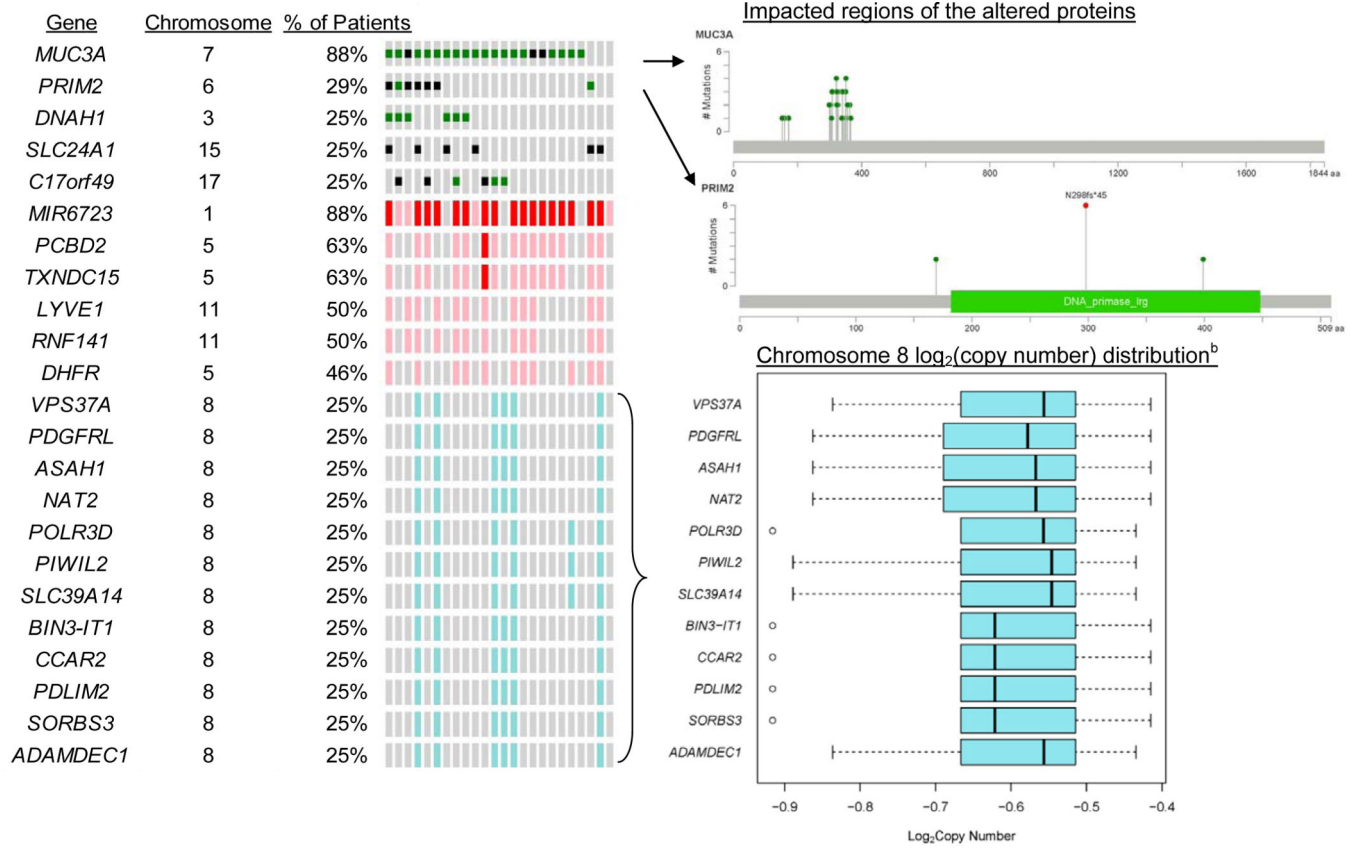 Gene Chromosome % of Patients
MUC3A 7 88%
PRIM2 6 29%
DNAH1 3 25%
SLC24A1 15 25%
C17orf49 17 25%
MIR6723 1 88%
PCBD2 5 63%
TXNDC15 5 63%
LYVE1 11 50%
RNF141 11 50%
DHFR 5 46%
VPS37A 8 25%
PDGFRL 8 25%
ASAH1 8 25%
NAT2 8 25%
POLR3D 8 25%
PIWIL2 8 25%
SLC39A14 8 25%
BIN3-IT1 8 25%
CCAR2 8 25%
PDLIM2 8 25%
SORBS3 8 25%
ADAMDEC1 8 25%
Impacted regions of the altered proteins
MUC3A
# Mutations
6
0
0 400 800 1200 1600 1844 aa
PRIM2
N298fs*45
# Mutations
6
0
DNA_primase_lrg
0 100 200 300 400 509 aa
Chromosome 8 log2(copy number) distributionb
VPS37A
PDGFRL
ASAH1
NAT2
POLR3D
PIWIL2
SLC39A14
BIN3−IT1
CCAR2
PDLIM2
SORBS3
ADAMDEC1
−0.9 −0.8 −0.7 −0.6 −0.5 −0.4
Log2Copy Number